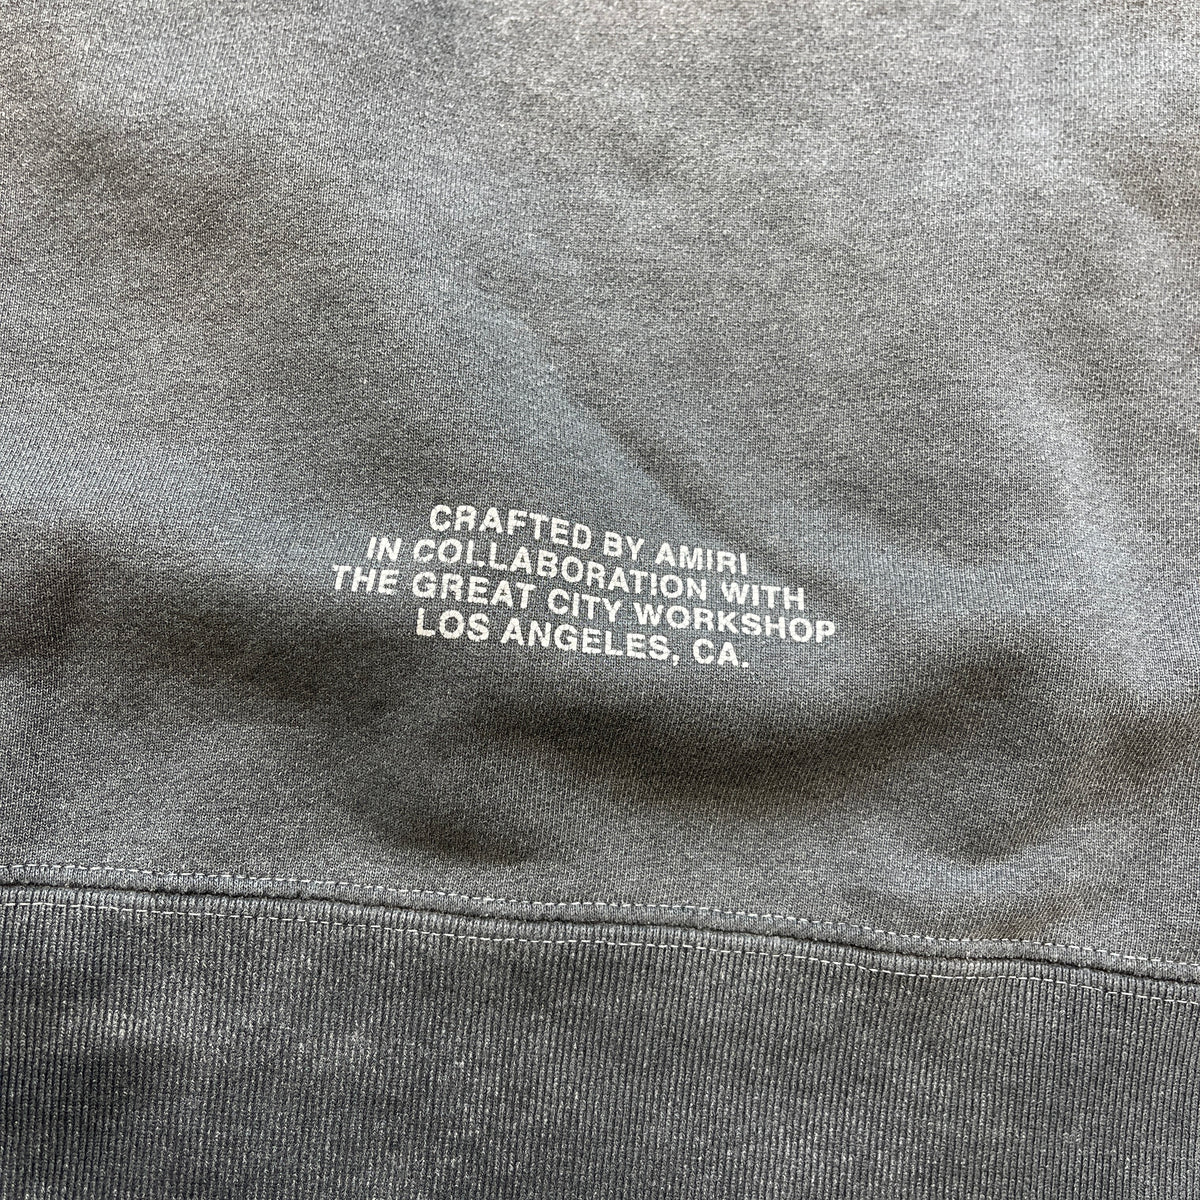 CRAFTED BY AMIRI
IN COLLABORATION WITH
THE GREAT CITY WORKSHOP
LOS ANGELES, CA.